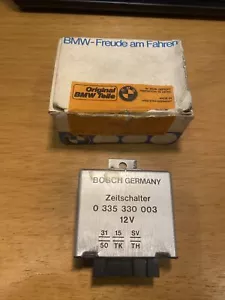 BMW-Freude am Fahren
Original
BMW Teile
BOSCH GERMANY
Zeitschalter
0 335 330 003
12V
31 15 SV
50 TK TH